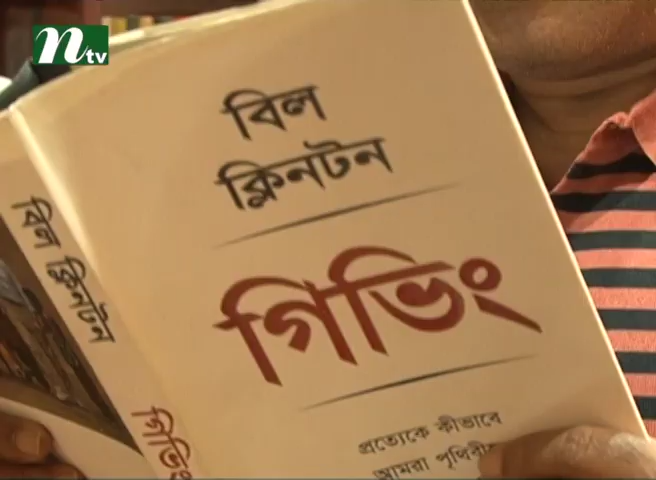 ntv
বিল
ক্লিনটন
গিভিং
প্রত্যেকে কীভাবে
আমরা
বিল ক্লিনটন
গিভিং